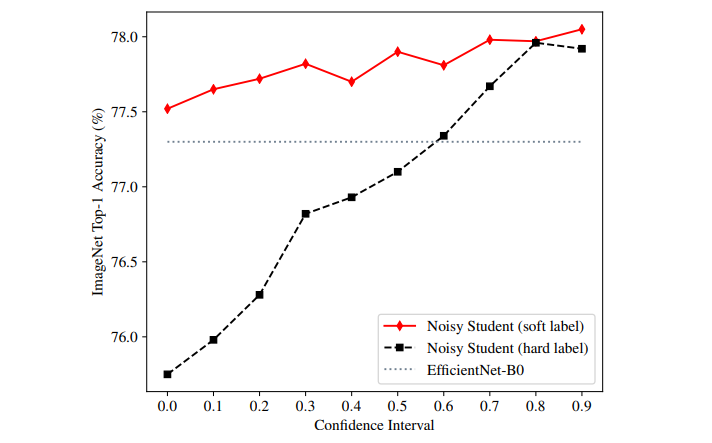 ImageNet Top-1 Accuracy (%)
78.0
77.5
77.0
76.5
76.0
Noisy Student (soft label)
Noisy Student (hard label)
EfficientNet-B0
0.0 0.1 0.2 0.3 0.4 0.5 0.6 0.7 0.8 0.9
Confidence Interval